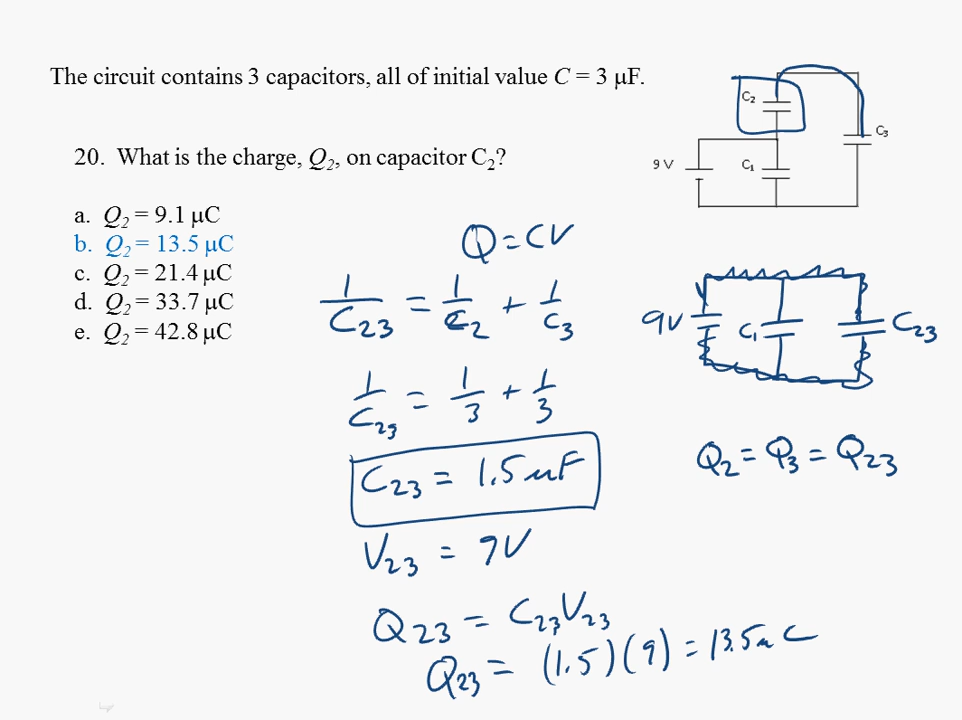 The circuit contains 3 capacitors, all of initial value C = 3 μF.
20. What is the charge, Q₂, on capacitor C₂?
a. Q₂ = 9.1 μC
b. Q₂ = 13.5 μC
c. Q₂ = 21.4 μC
d. Q₂ = 33.7 μC
e. Q₂ = 42.8 μC
C₂
C₃
9 V
C₁
Q = CV
1/C₂₃ = 1/C₂ + 1/C₃
9V C₁ C₂₃
1/C₂₃ = 1/3 + 1/3
Q₂ = Q₃ = Q₂₃
C₂₃ = 1.5 μF
V₂₃ = 9V
Q₂₃ = C₂₃V₂₃
Q₂₃ = (1.5)(9) = 13.5 μC